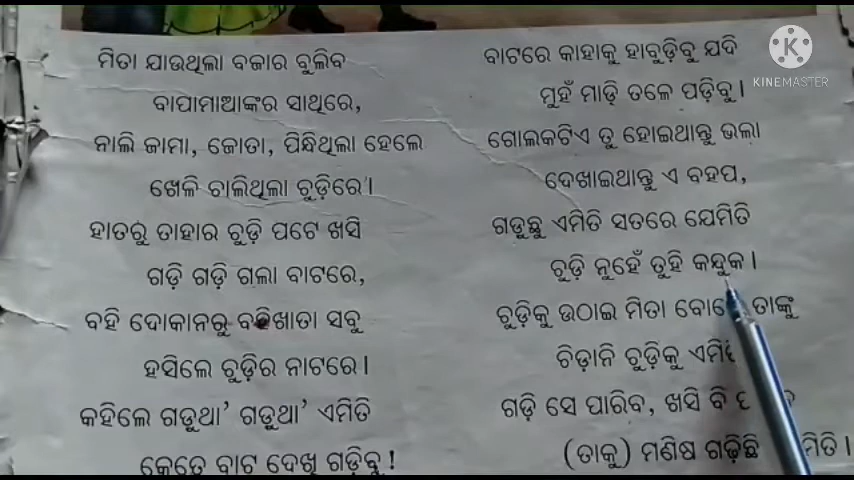 ମିତା ଯାଉଥିଲା ବଜାର ବୁଲିବ
ବାପାମାଆଙ୍କର ସାଥିରେ,
ନାଲି ଜାମା, ଜୋତା, ପିନ୍ଧିଥିଲା ହେଲେ
ଖେଳି ଚାଲିଥିଲା ଚୁଡ଼ିରେ।
ହାତରୁ ତାହାର ଚୁଡ଼ି ପଟେ ଖସି
ଗଡ଼ି ଗଡ଼ି ଗଲା ବାଟରେ,
ବହି ଦୋକାନରୁ ବହିଖାତା ସବୁ
ହସିଲେ ଚୁଡ଼ିର ନାଟରେ।
କହିଲେ ଗଡୁଥା' ଗଡୁଥା' ଏମିତି
କେତେ ବାଟ ଦେଖି ଗଡ଼ିବୁ!
ବାଟରେ କାହାକୁ ହାବୁଡ଼ିବୁ ଯଦି
ମୁହଁ ମାଡ଼ି ତଳେ ପଡ଼ିବୁ।
ଗୋଲକଟିଏ ତୁ ହୋଇଥାନ୍ତୁ ଭଲା
ଦେଖାଇଥାନ୍ତୁ ଏ ବହପ,
ଗଡୁଛୁ ଏମିତି ସତରେ ଯେମିତି
ଚୁଡ଼ି ନୁହେଁ ତୁହି କନ୍ଦୁକ।
ଚୁଡ଼ିକୁ ଉଠାଇ ମିତା ବୋଲେ ତାଙ୍କୁ
ଚିଡ଼ାନି ଚୁଡ଼ିକୁ
ଗଡ଼ି ସେ ପାରିବ, ଖସି ବି
(ତାକୁ) ମଣିଷ ଗଢ଼ିଛି
KINEMASTER